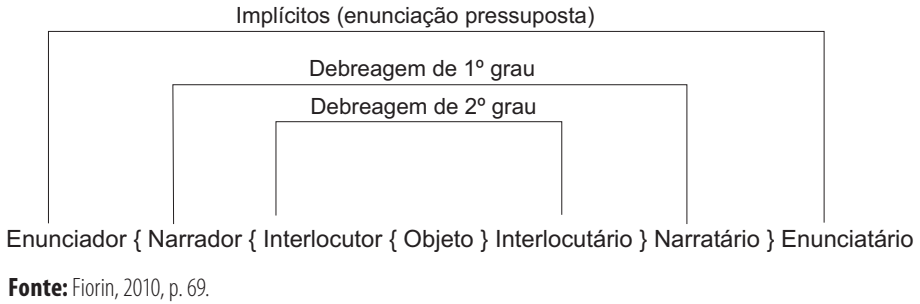 Implícitos (enunciação pressuposta)
Debreagem de 1º grau
Debreagem de 2º grau
Enunciador { Narrador { Interlocutor { Objeto } Interlocutário } Narratário } Enunciatário
Fonte: Fiorin, 2010, p. 69.